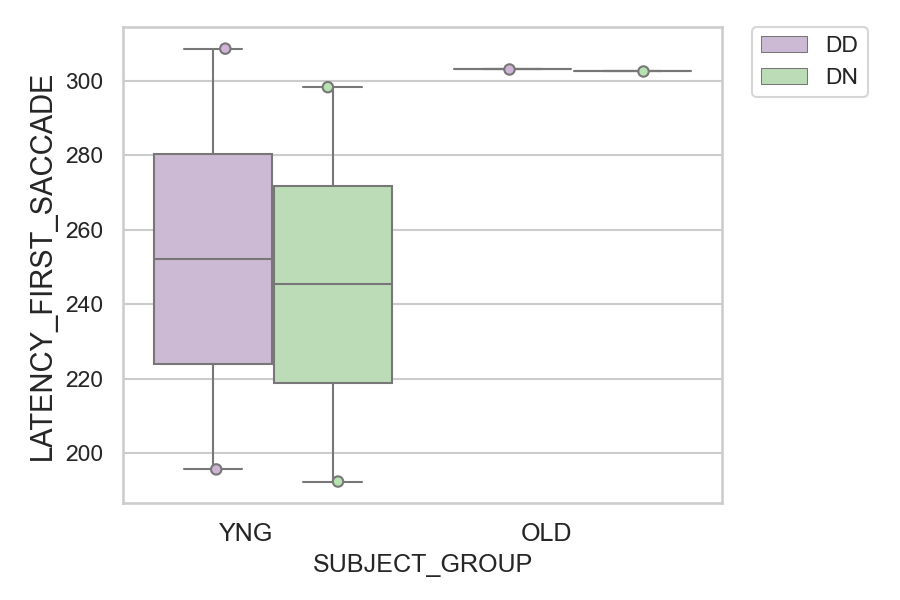 DD
DN
LATENCY_FIRST_SACCADE
300
280
260
240
220
200
YNG
OLD
SUBJECT_GROUP